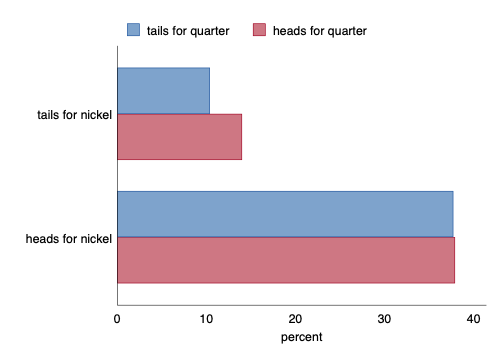 tails for quarter heads for quarter
tails for nickel
heads for nickel
0 10 20 30 40
percent